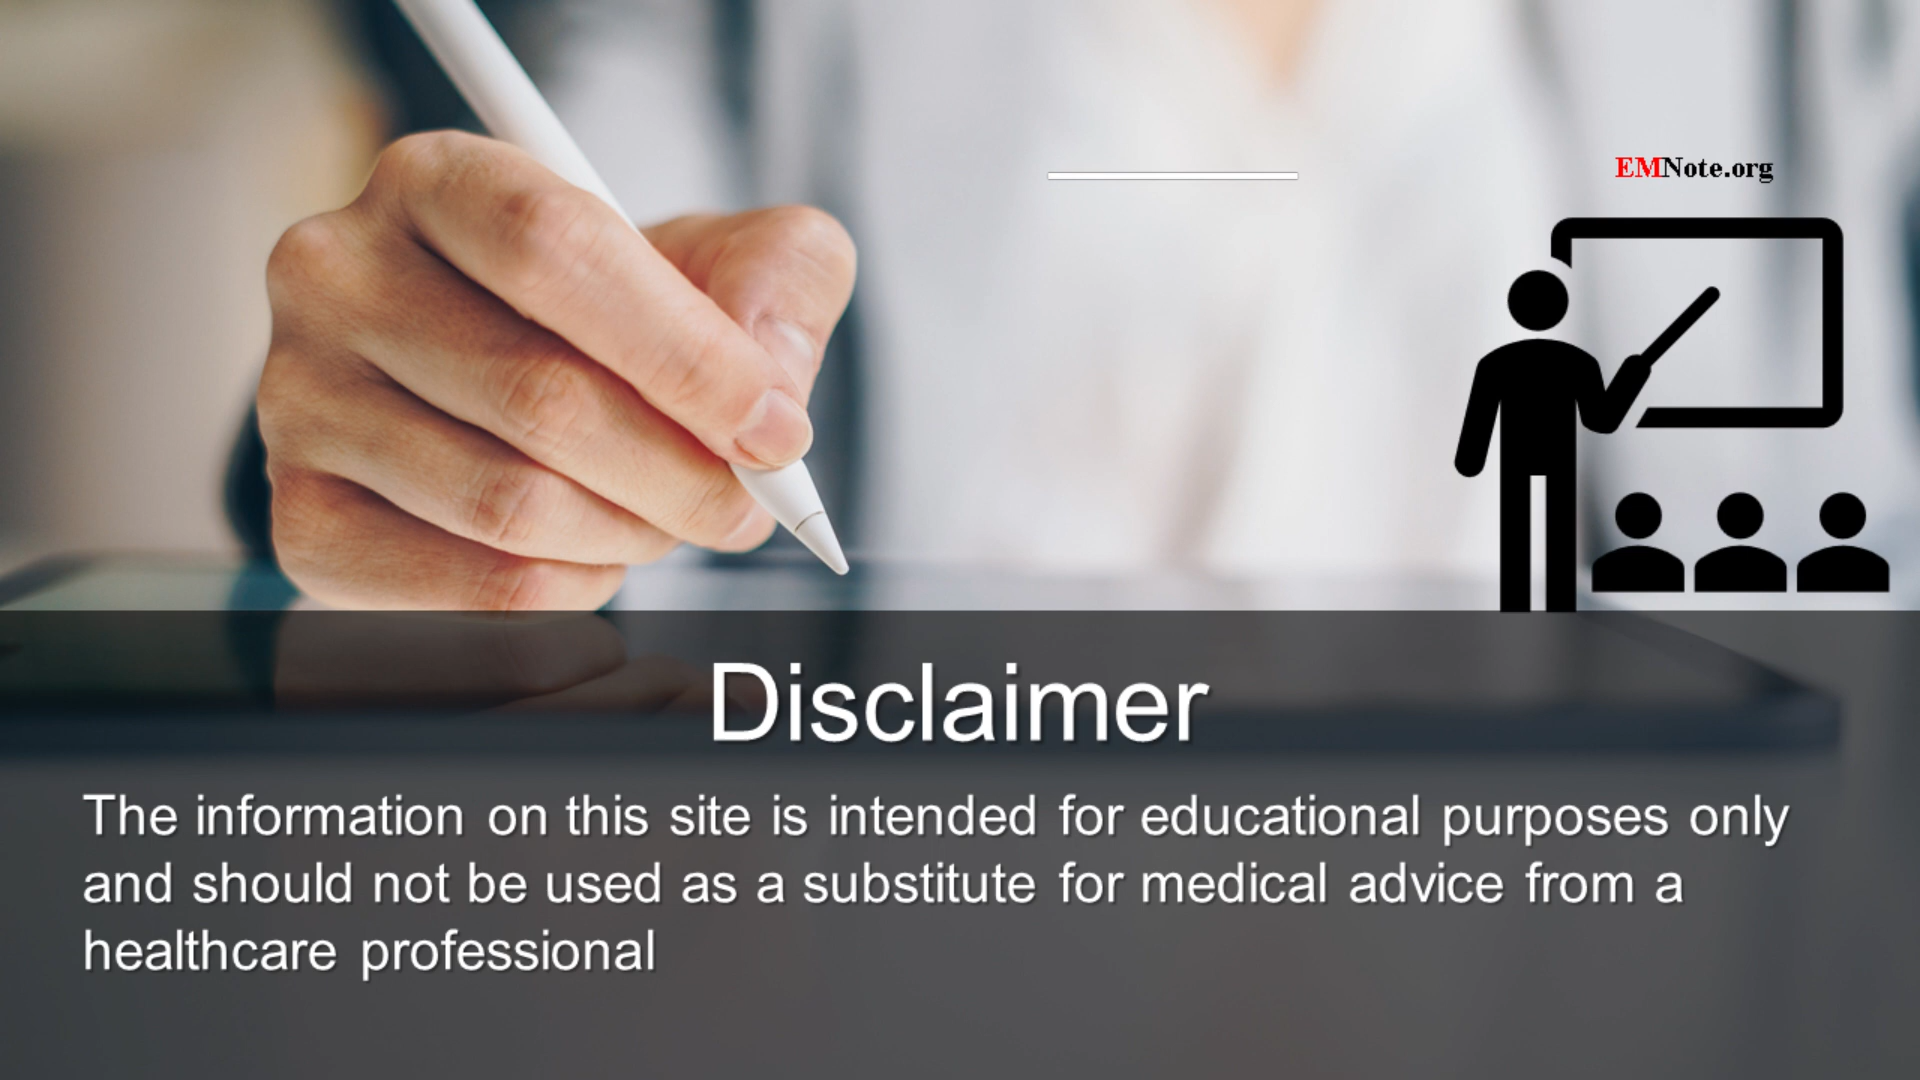 EMNote.org
Disclaimer
The information on this site is intended for educational purposes only
and should not be used as a substitute for medical advice from a
healthcare professional